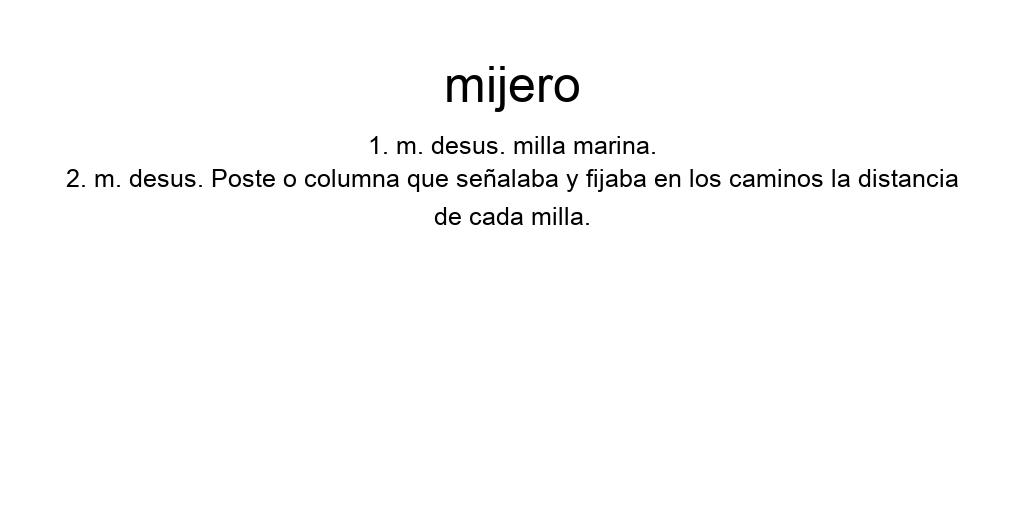 mijero
1. m. desus. milla marina.
2. m. desus. Poste o columna que señalaba y fijaba en los caminos la distancia
de cada milla.